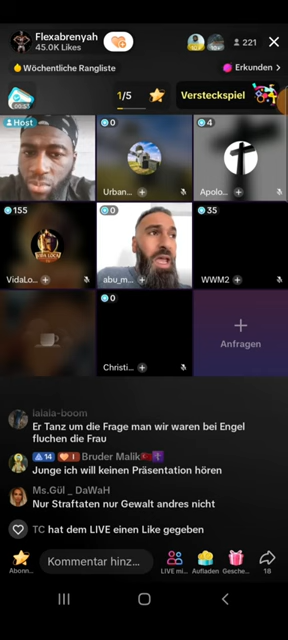 Flexabrenyah
45.0K Likes
221
Wöchentliche Rangliste
Erkunden >
1/5
Versteckspiel
Host
0
4
Urban...
Apolo...
155
0
35
VIDA LOCA
VidaLo...
abu_m...
WWM2
0
Christi...
Anfragen
lalala-boom
Er Tanz um die Frage man wir waren bei Engel
fluchen die Frau
14
I
Bruder Malik
Junge ich will keinen Präsentation hören
Ms.Gül _ DaWaH
Nur Straftaten nur Gewalt andres nicht
TC hat dem LIVE einen Like gegeben
Kommentar hinz...
Abonn..
LIVE mi...
Aufladen
Gesche...
18